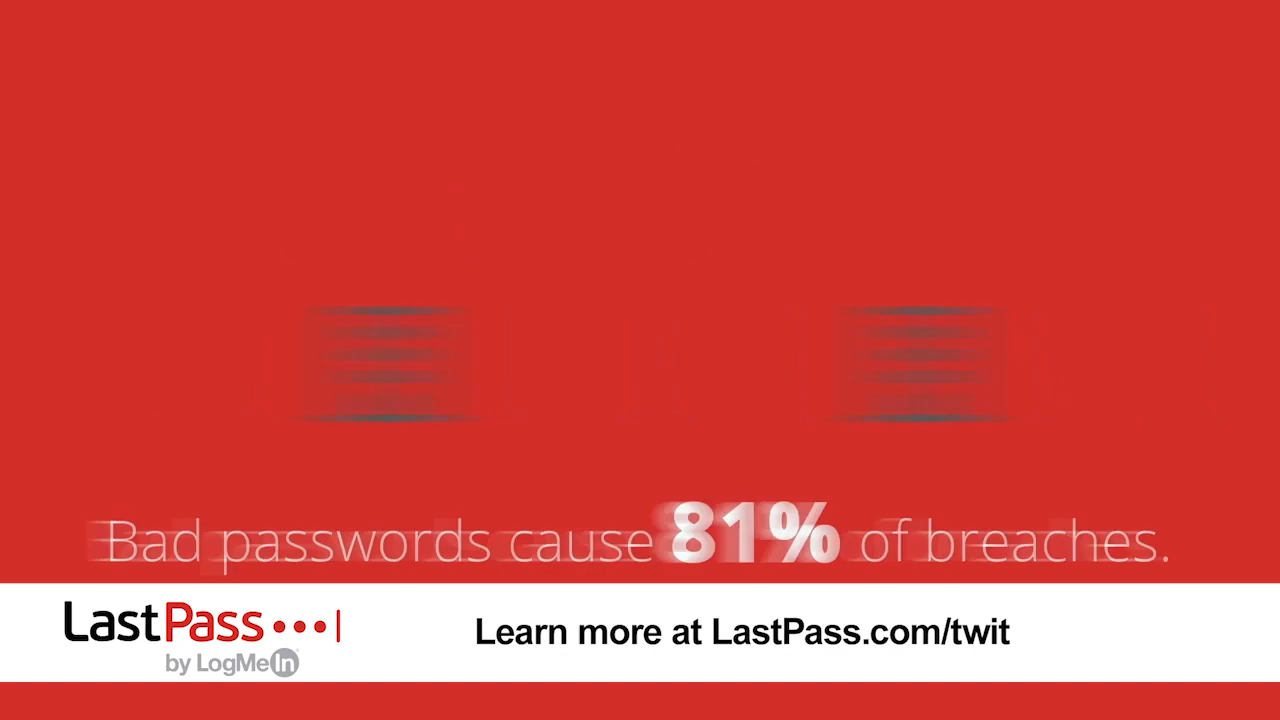 Bad passwords cause 81% of breaches.
LastPass •••|
by LogMeIn
Learn more at LastPass.com/twit